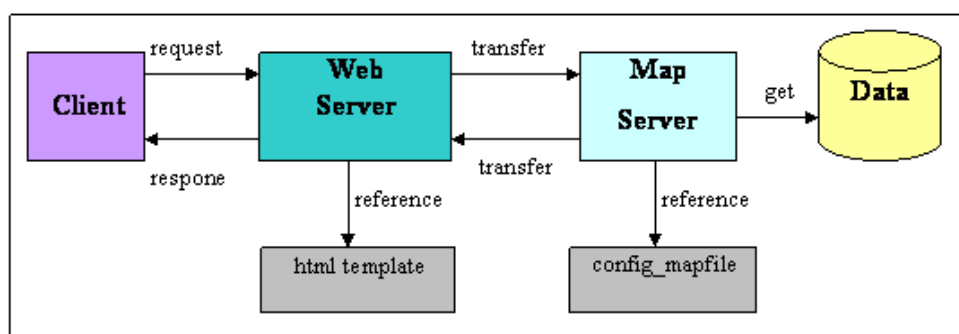 request
transfer
Client
Web
Server
Map
Server
get
Data
respone
transfer
reference
reference
html template
config_mapfile